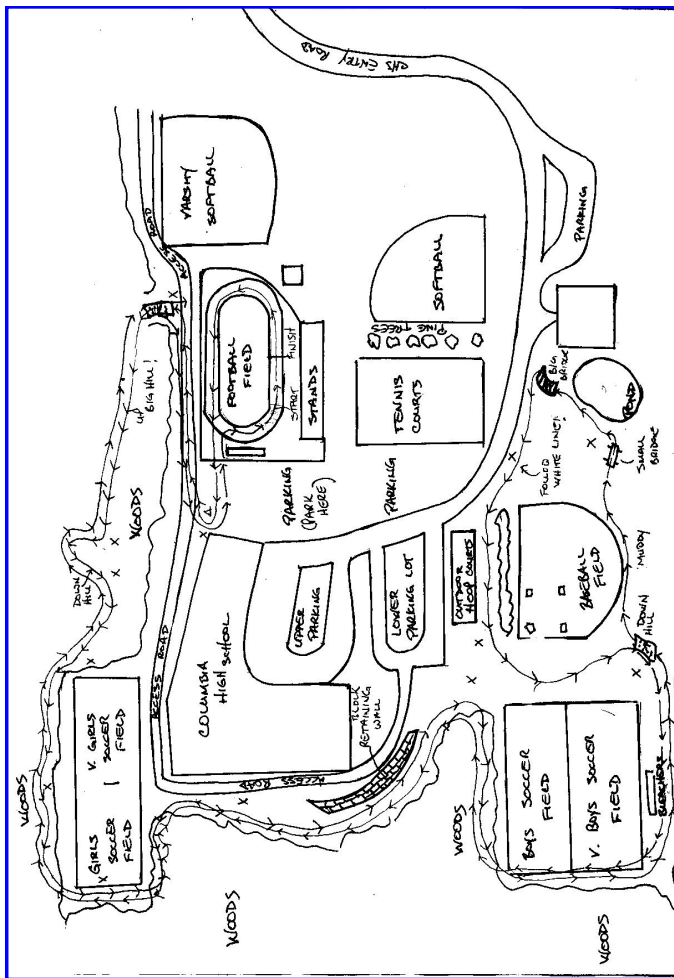 CHS ENTRY ROAD
VARSITY
SOFTBALL
ACCESS ROAD
PARKING
SOFTBALL
PINE TREES
FOOTBALL
FIELD
FINISH
START
STANDS
UP
BIG HILL!
TENNIS
COURTS
BIG
BRIDGE
POND
FOLLOW
WHITE LINE!
SMALL
BRIDGE
PARKING
(PARK
HERE)
PARKING
WOODS
DOWN
HILL
ACCESS ROAD
COLUMBIA
HIGH SCHOOL
UPPER
PARKING
LOWER
PARKING LOT
OUTDOOR
HOOP COURTS
BASEBALL
FIELD
MUDDY
DOWN
HILL
WOODS
V. GIRLS
SOCCER
FIELD
GIRLS
SOCCER
FIELD
ACCESS ROAD
BLOCK
RETAINING
WALL
WOODS
WOODS
BOYS SOCCER
FIELD
V. BOYS SOCCER
FIELD
BLEACHERS
WOODS